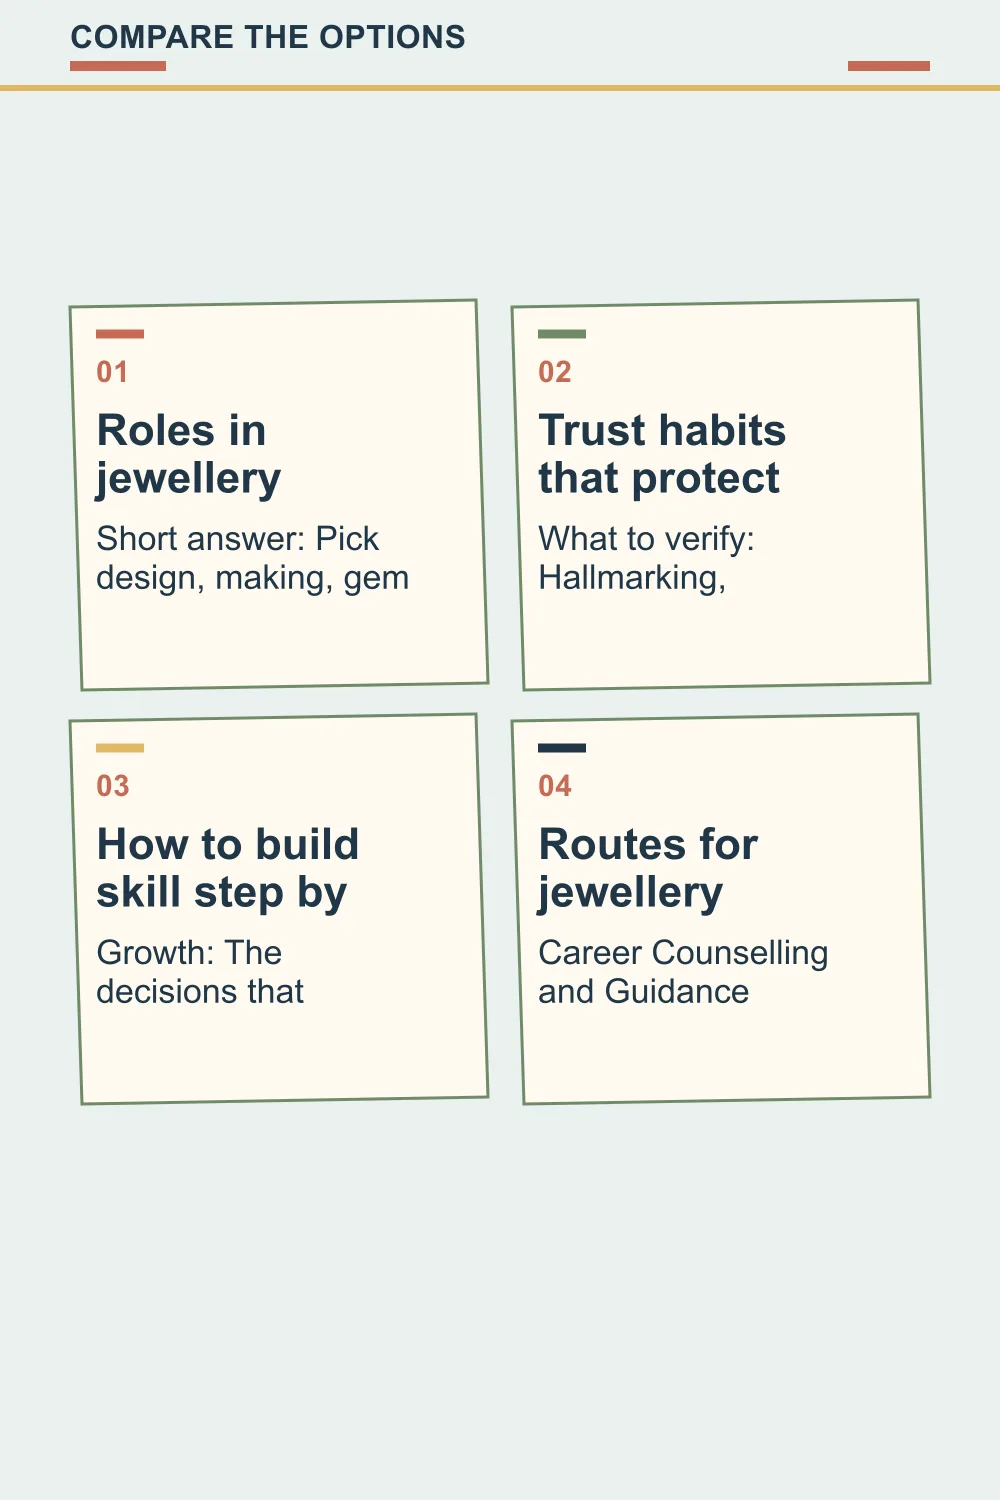 COMPARE THE OPTIONS
01
Roles in
jewellery
Short answer: Pick
design, making, gem
02
Trust habits
that protect
What to verify:
Hallmarking,
03
How to build
skill step by
Growth: The
decisions that
04
Routes for
jewellery
Career Counselling
and Guidance